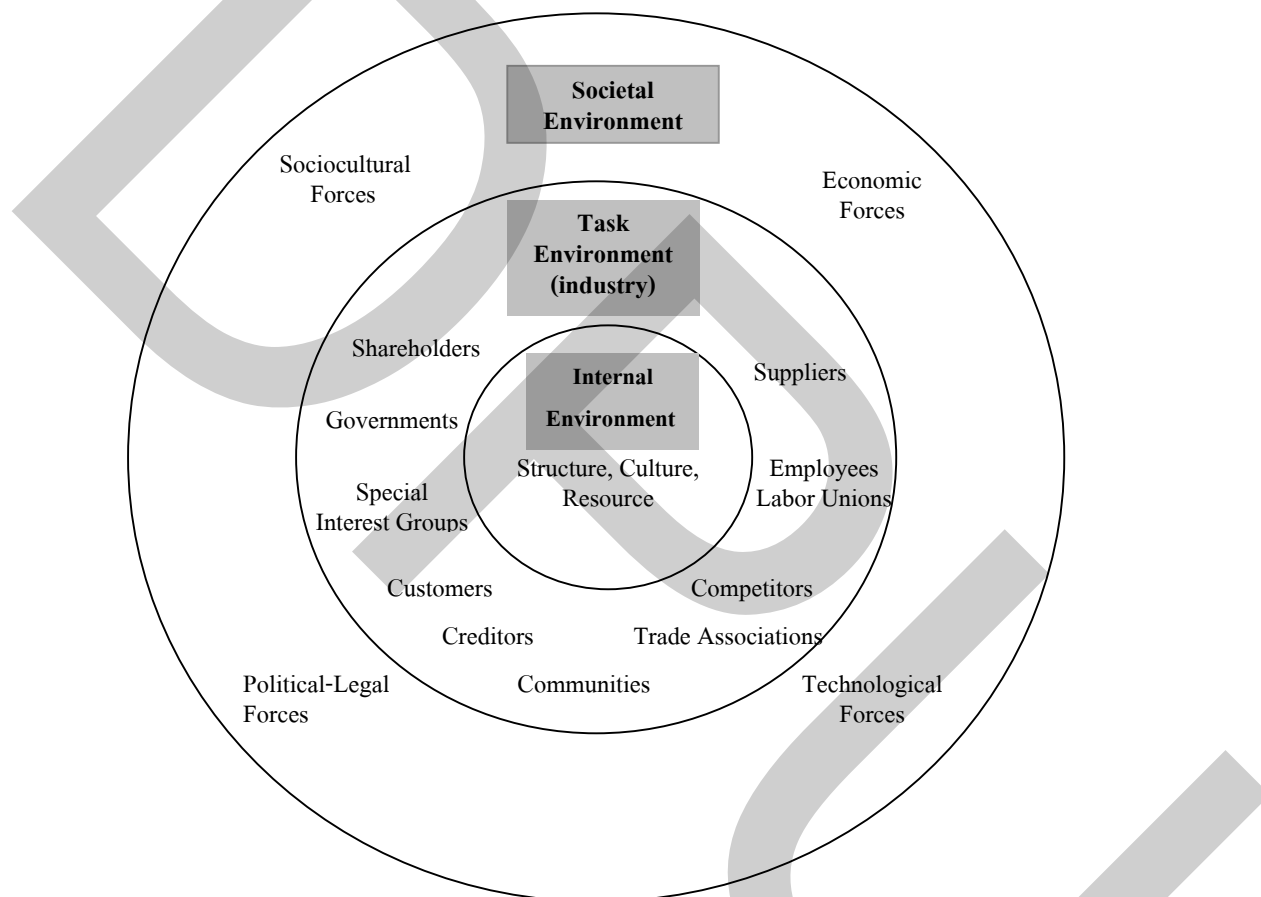 Societal
Environment
Sociocultural
Forces
Economic
Forces
Task
Environment
(industry)
Shareholders
Suppliers
Internal
Environment
Governments
Structure, Culture,
Resource
Employees
Labor Unions
Special
Interest Groups
Customers
Competitors
Creditors
Trade Associations
Communities
Political-Legal
Forces
Technological
Forces